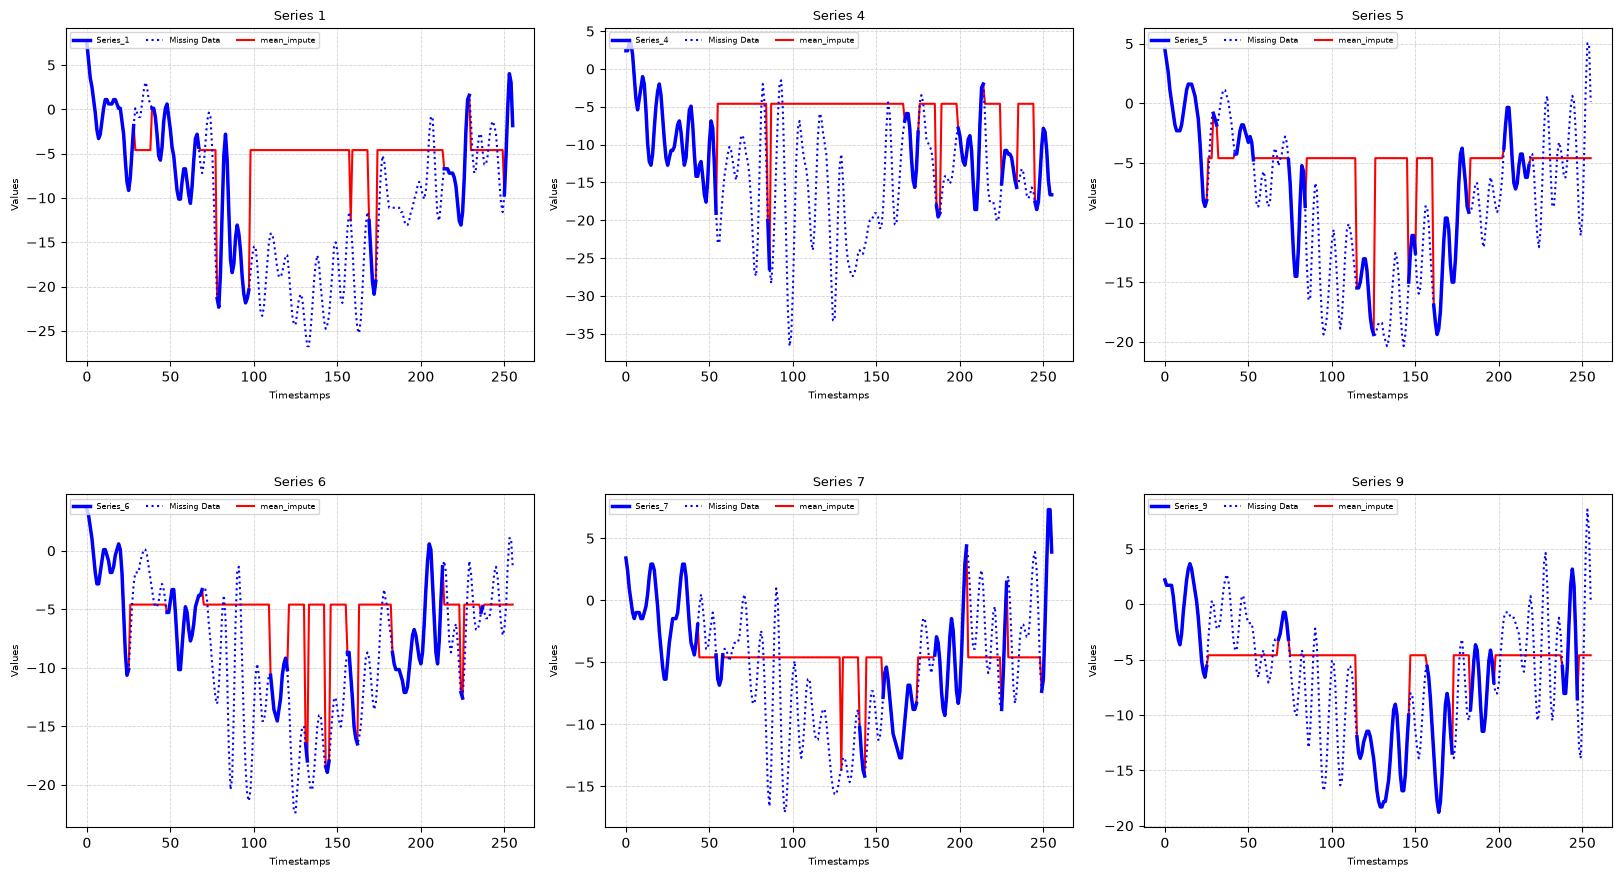 Series 1
Series_1 Missing Data mean_impute
5
0
−5
−10
−15
−20
−25
Values
0 50 100 150 200 250
Timestamps
Series 4
Series_4 Missing Data mean_impute
5
0
−5
−10
−15
−20
−25
−30
−35
Values
0 50 100 150 200 250
Timestamps
Series 5
Series_5 Missing Data mean_impute
5
0
−5
−10
−15
−20
Values
0 50 100 150 200 250
Timestamps
Series 6
Series_6 Missing Data mean_impute
0
−5
−10
−15
−20
Values
0 50 100 150 200 250
Timestamps
Series 7
Series_7 Missing Data mean_impute
5
0
−5
−10
−15
Values
0 50 100 150 200 250
Timestamps
Series 9
Series_9 Missing Data mean_impute
5
0
−5
−10
−15
−20
Values
0 50 100 150 200 250
Timestamps